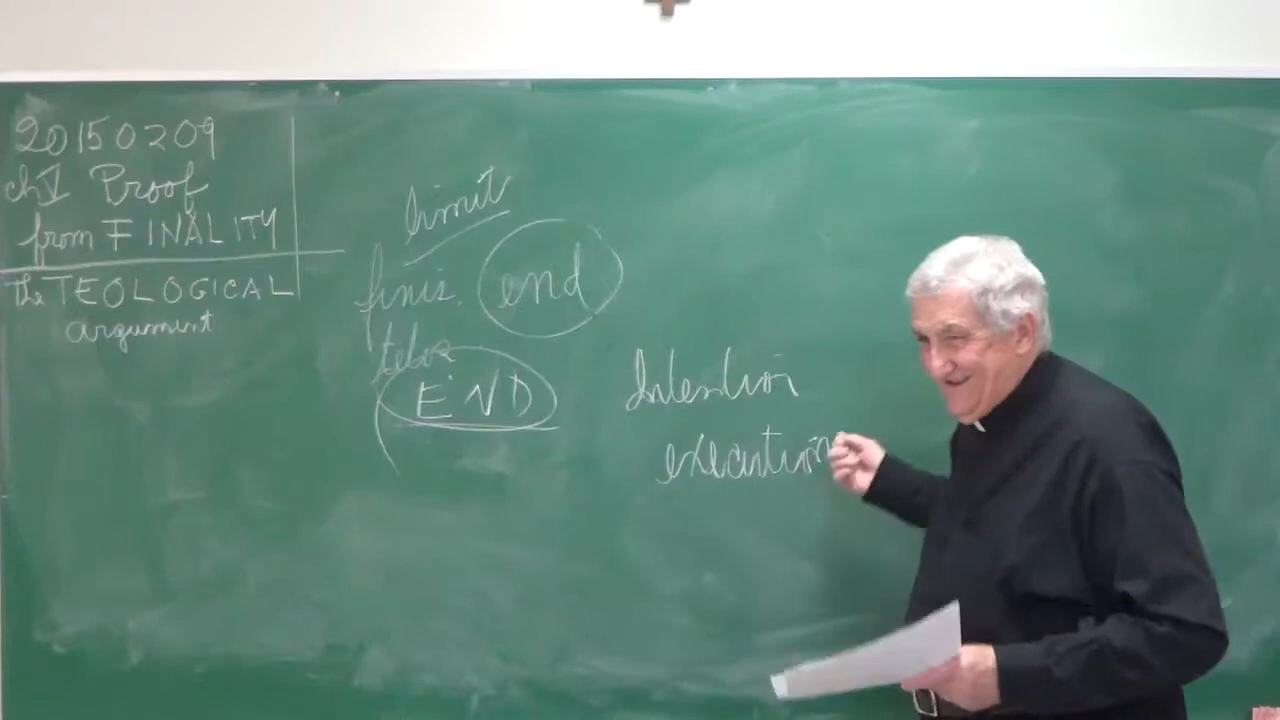 20150209
ch V Proof
from FINALITY
the TEOLOGICAL
argument
limit
finis. end
telos
END
Intention
execution